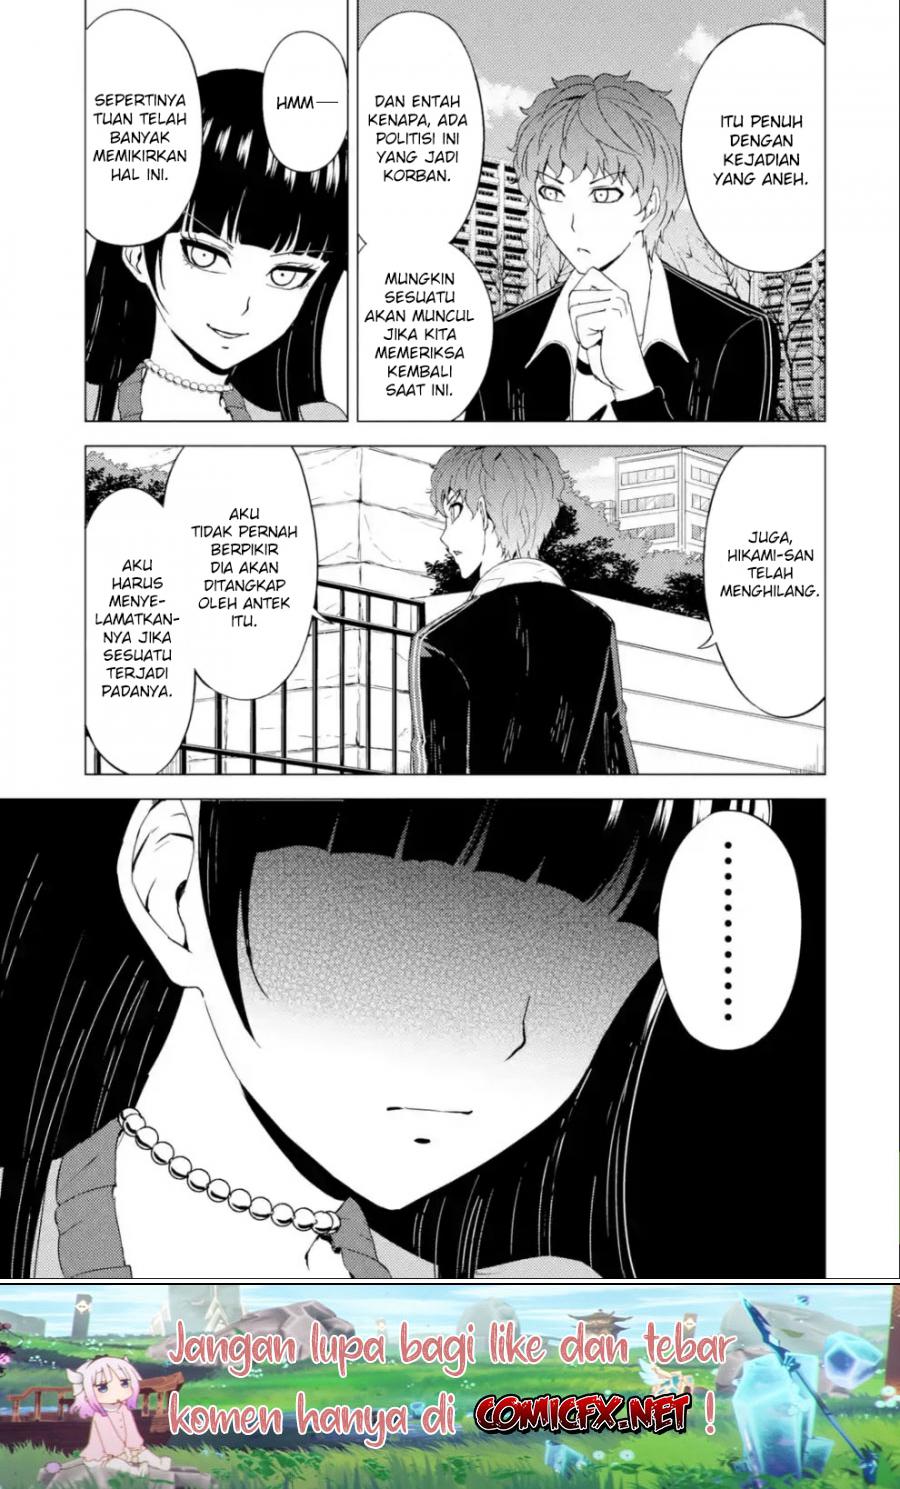 ITU PENUH
DENGAN
KEJADIAN
YANG ANEH.
DAN ENTAH
KENAPA, ADA
POLITISI INI
YANG JADI
KORBAN.
MUNGKIN
SESUATU
AKAN MUNCUL
JIKA KITA
MEMERIKSA
KEMBALI
SAAT INI.
HMM—
SEPERTINYA
TUAN TELAH
BANYAK
MEMIKIRKAN
HAL INI.
JUGA,
HIKAMI-SAN
TELAH
MENGHILANG.
AKU
TIDAK PERNAH
BERPIKIR
DIA AKAN
DITANGKAP
OLEH ANTEK
ITU.
AKU
HARUS
MENYE-
LAMATKAN-
NYA JIKA
SESUATU
TERJADI
PADANYA.
...........
Jangan lupa bagi like dan tebar
komen hanya di COMICFX.NET !